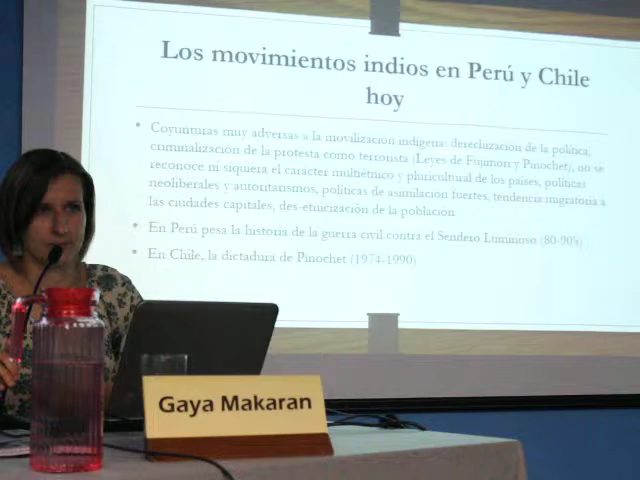 Los movimientos indios en Perú y Chile
hoy
• Coyunturas muy adversas a la movilización indígena: derechización de la política,
criminalización de la protesta como terrorista (Leyes de Fujimori y Pinochet), no se
reconoce ni siquiera el carácter multiétnico y pluricultural de los países, políticas
neoliberales y autoritarismos, políticas de asimilación fuertes, tendencia migratoria a
las ciudades capitales, des-etnicización de la población
• En Perú pesa la historia de la guerra civil contra el Sendero Luminoso (80-90's)
• En Chile, la dictadura de Pinochet (1974-1990)
Gaya Makaran